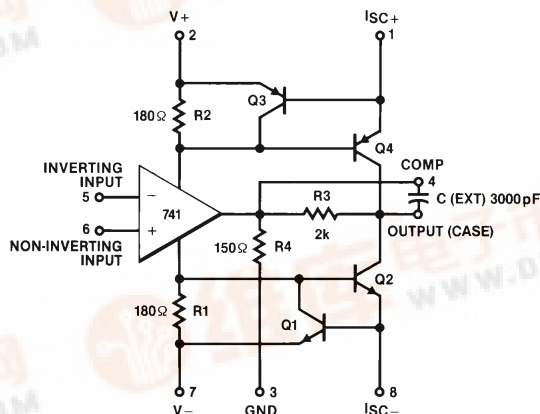 V+
2
ISC+
1
Q3
180Ω
R2
Q4
COMP
4
INVERTING
INPUT
5
−
741
R3
C (EXT) 3000pF
6
+
2k
OUTPUT (CASE)
NON-INVERTING
INPUT
150Ω
R4
Q2
180Ω
R1
Q1
WWW.D
7
V−
3
GND
8
ISC−